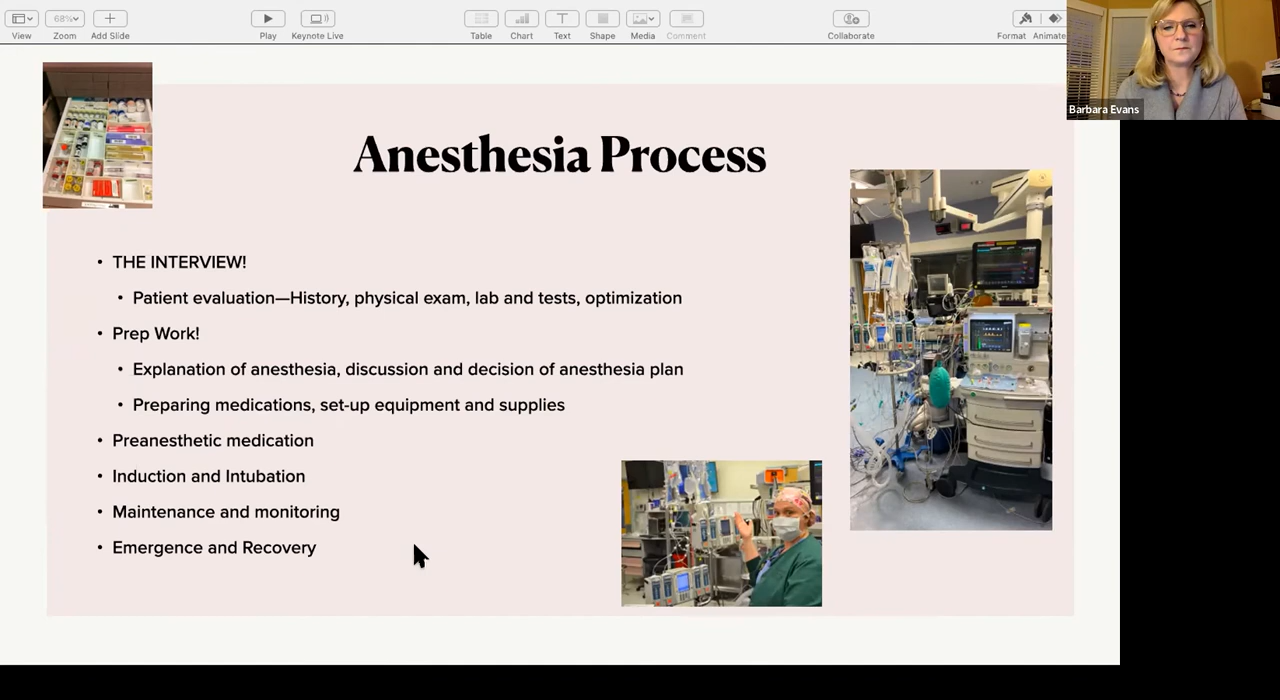 68%
View
Zoom
Add Slide
Play
Keynote Live
Table
Chart
Text
Shape
Media
Comment
Collaborate
Format
Animate
Barbara Evans
Anesthesia Process
• THE INTERVIEW!
• Patient evaluation—History, physical exam, lab and tests, optimization
• Prep Work!
• Explanation of anesthesia, discussion and decision of anesthesia plan
• Preparing medications, set-up equipment and supplies
• Preanesthetic medication
• Induction and Intubation
• Maintenance and monitoring
• Emergence and Recovery